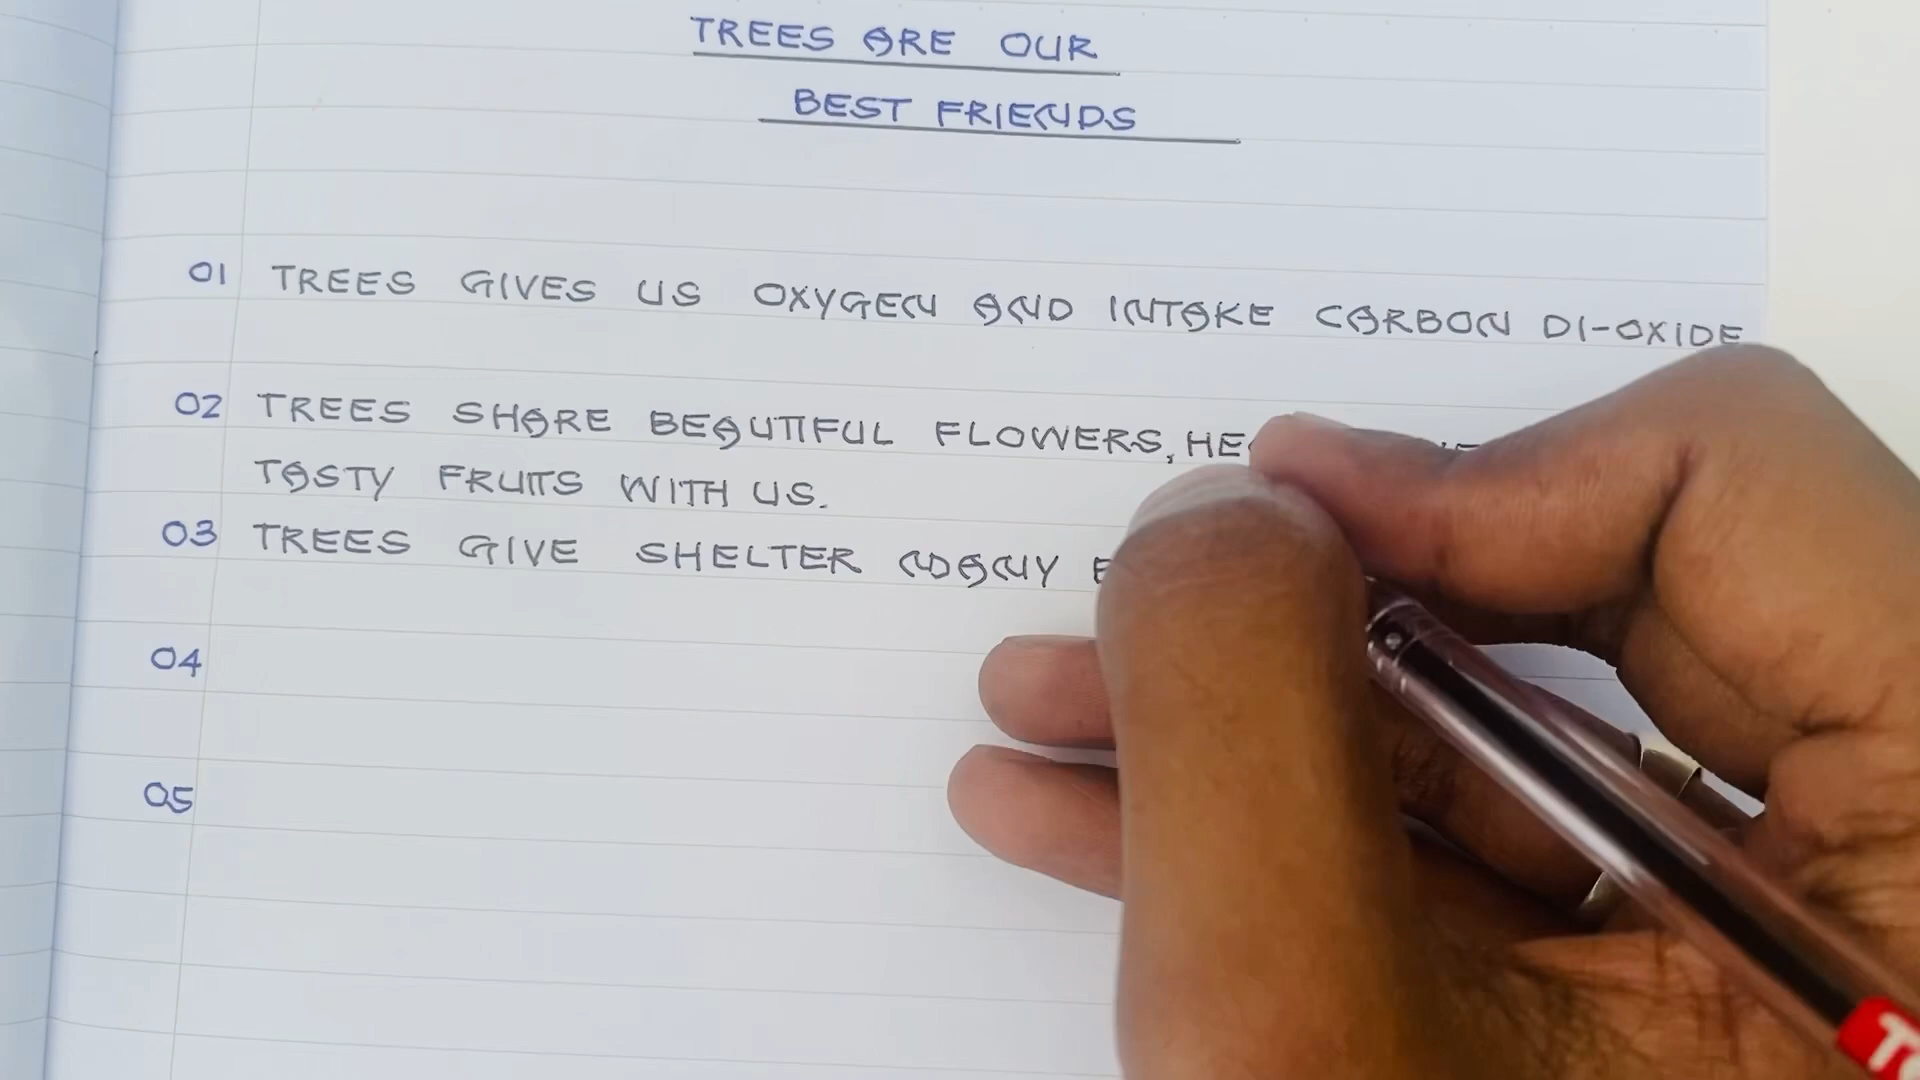 TREES ARE OUR
BEST FRIENDS
01 TREES GIVES US OXYGEN AND INTAKE CARBON DI-OXIDE
02 TREES SHARE BEAUTIFUL FLOWERS,
TASTY FRUITS WITH US.
03 TREES GIVE SHELTER MANY
04
05